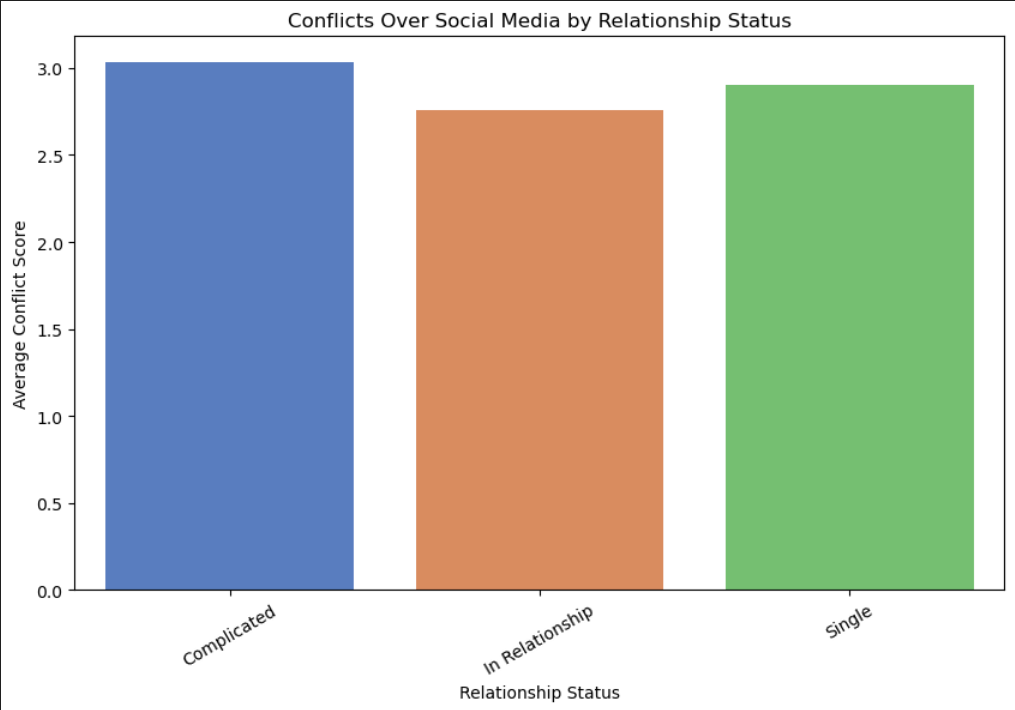 Conflicts Over Social Media by Relationship Status
Average Conflict Score
3.0
2.5
2.0
1.5
1.0
0.5
0.0
Complicated
In Relationship
Single
Relationship Status